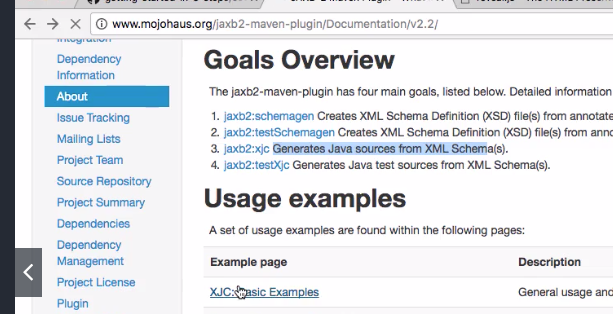 www.mojohaus.org/jaxb2-maven-plugin/Documentation/v2.2/
Integration
Dependency
Information
About
Issue Tracking
Mailing Lists
Project Team
Source Repository
Project Summary
Dependencies
Dependency
Management
Project License
Plugin
Goals Overview
The jaxb2-maven-plugin has four main goals, listed below. Detailed information
1. jaxb2:schemagen Creates XML Schema Definition (XSD) file(s) from annotate
2. jaxb2:testSchemagen Creates XML Schema Definition (XSD) file(s) from anno
3. jaxb2:xjc Generates Java sources from XML Schema(s).
4. jaxb2:testXjc Generates Java test sources from XML Schema(s).
Usage examples
A set of usage examples are found within the following pages:
Example page Description
XJC: Basic Examples General usage and